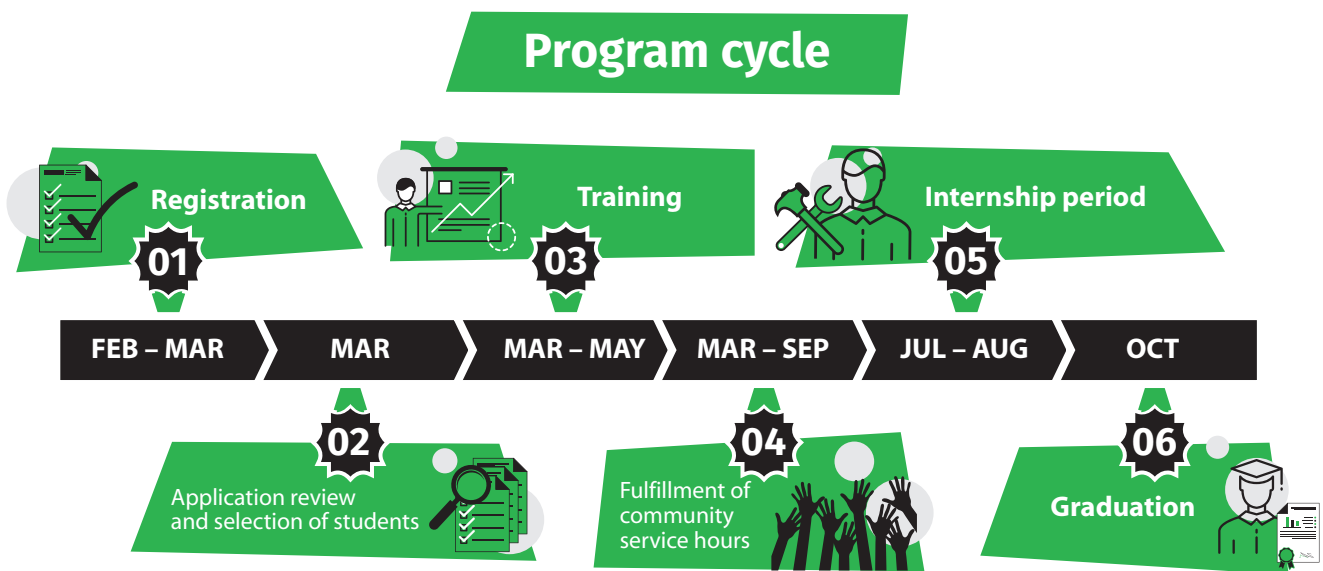 Program cycle
Registration
01
Training
03
Internship period
05
FEB – MAR
MAR
MAR – MAY
MAR – SEP
JUL – AUG
OCT
02
Application review
and selection of students
04
Fulfillment of
community
service hours
06
Graduation